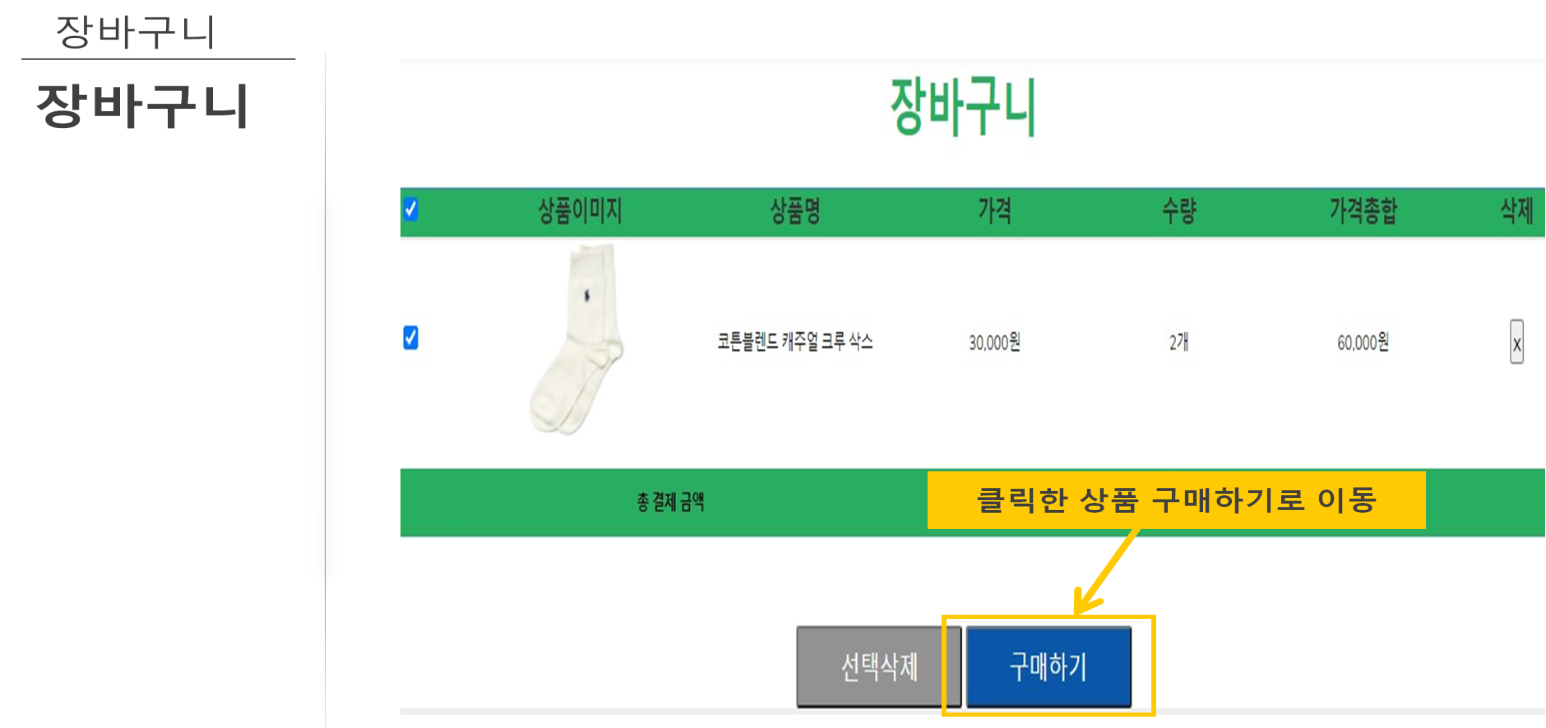 장바구니
장바구니
장바구니
상품이미지 상품명 가격 수량 가격총합 삭제
코튼블렌드 캐주얼 크루 삭스 30,000원 2개 60,000원 x
총 결제 금액
클릭한 상품 구매하기로 이동
선택삭제 구매하기